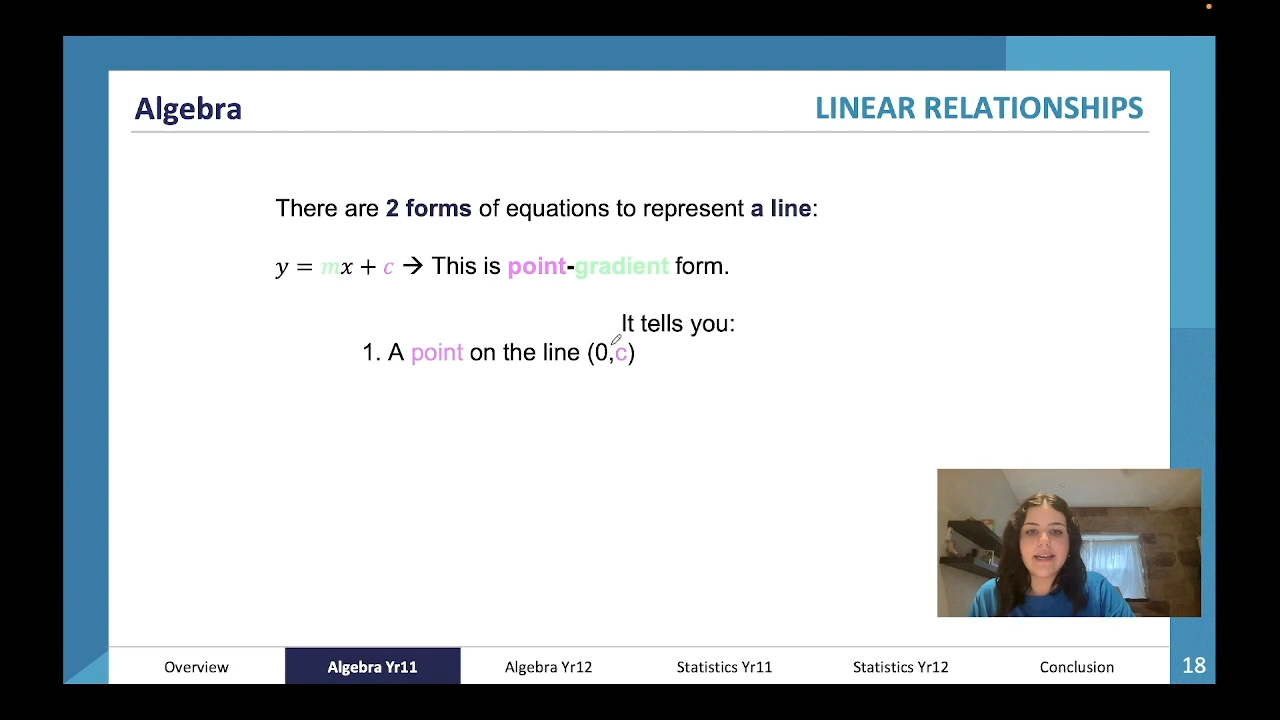 Algebra
LINEAR RELATIONSHIPS
There are 2 forms of equations to represent a line:
y = mx + c → This is point-gradient form.
It tells you:
1. A point on the line (0,c)
Overview
Algebra Yr11
Algebra Yr12
Statistics Yr11
Statistics Yr12
Conclusion
18